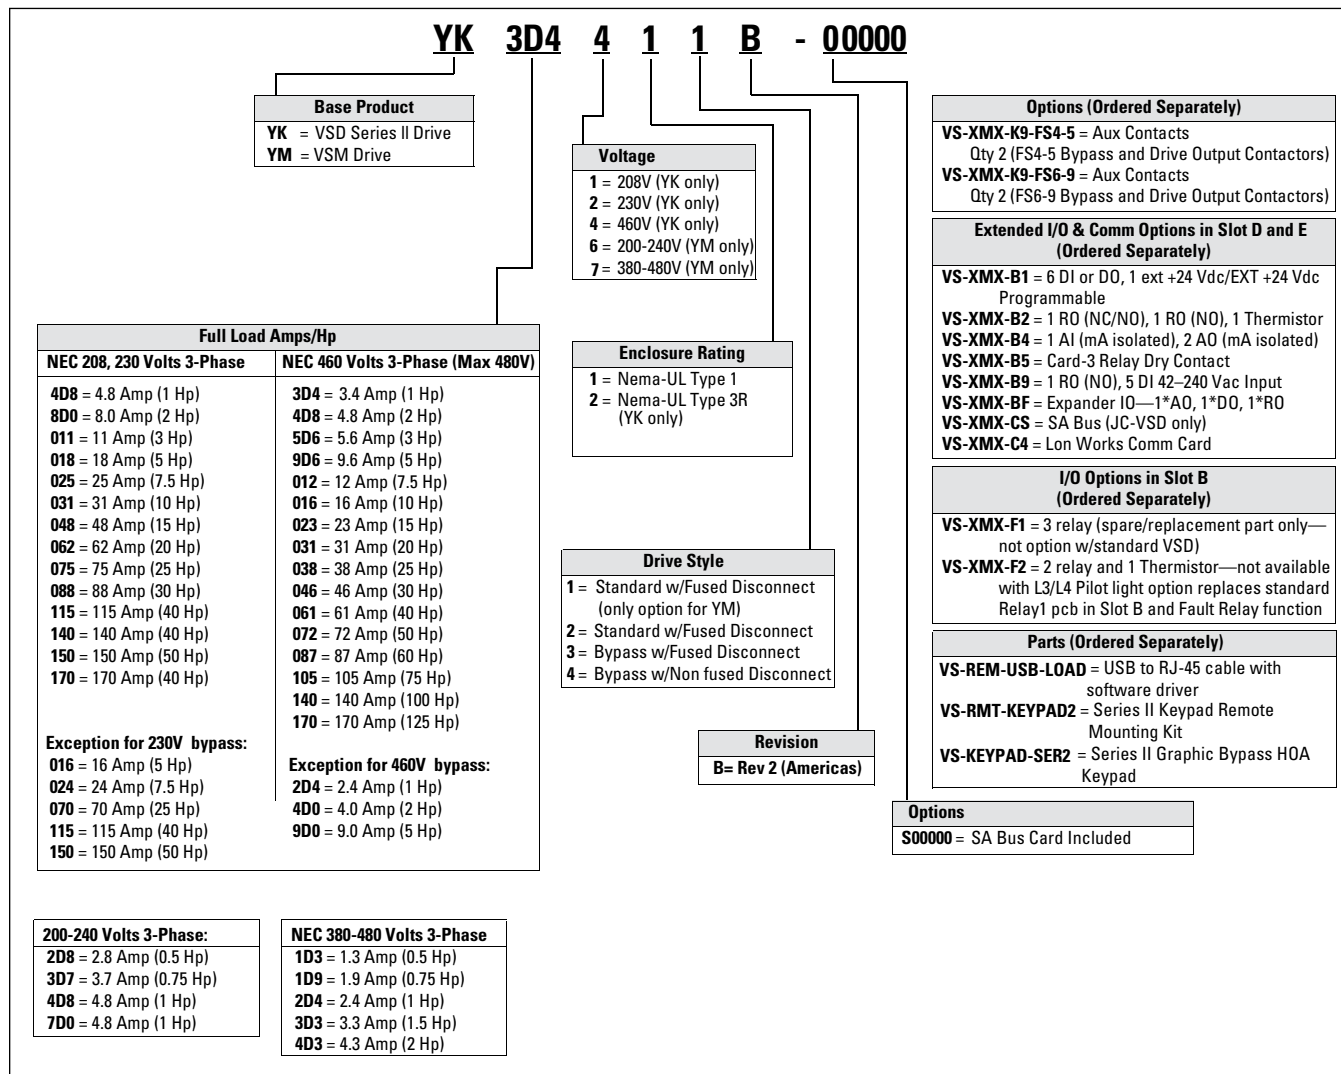 YK 3D4 4 1 1 B - 00000
Base Product
YK = VSD Series II Drive
YM = VSM Drive
Voltage
1 = 208V (YK only)
2 = 230V (YK only)
4 = 460V (YK only)
6 = 200-240V (YM only)
7 = 380-480V (YM only)
Full Load Amps/Hp
NEC 208, 230 Volts 3-Phase
4D8 = 4.8 Amp (1 Hp)
8D0 = 8.0 Amp (2 Hp)
011 = 11 Amp (3 Hp)
018 = 18 Amp (5 Hp)
025 = 25 Amp (7.5 Hp)
031 = 31 Amp (10 Hp)
048 = 48 Amp (15 Hp)
062 = 62 Amp (20 Hp)
075 = 75 Amp (25 Hp)
088 = 88 Amp (30 Hp)
115 = 115 Amp (40 Hp)
140 = 140 Amp (40 Hp)
150 = 150 Amp (50 Hp)
170 = 170 Amp (40 Hp)
Exception for 230V bypass:
016 = 16 Amp (5 Hp)
024 = 24 Amp (7.5 Hp)
070 = 70 Amp (25 Hp)
115 = 115 Amp (40 Hp)
150 = 150 Amp (50 Hp)
NEC 460 Volts 3-Phase (Max 480V)
3D4 = 3.4 Amp (1 Hp)
4D8 = 4.8 Amp (2 Hp)
5D6 = 5.6 Amp (3 Hp)
9D6 = 9.6 Amp (5 Hp)
012 = 12 Amp (7.5 Hp)
016 = 16 Amp (10 Hp)
023 = 23 Amp (15 Hp)
031 = 31 Amp (20 Hp)
038 = 38 Amp (25 Hp)
046 = 46 Amp (30 Hp)
061 = 61 Amp (40 Hp)
072 = 72 Amp (50 Hp)
087 = 87 Amp (60 Hp)
105 = 105 Amp (75 Hp)
140 = 140 Amp (100 Hp)
170 = 170 Amp (125 Hp)
Exception for 460V bypass:
2D4 = 2.4 Amp (1 Hp)
4D0 = 4.0 Amp (2 Hp)
9D0 = 9.0 Amp (5 Hp)
200-240 Volts 3-Phase:
2D8 = 2.8 Amp (0.5 Hp)
3D7 = 3.7 Amp (0.75 Hp)
4D8 = 4.8 Amp (1 Hp)
7D0 = 4.8 Amp (1 Hp)
NEC 380-480 Volts 3-Phase
1D3 = 1.3 Amp (0.5 Hp)
1D9 = 1.9 Amp (0.75 Hp)
2D4 = 2.4 Amp (1 Hp)
3D3 = 3.3 Amp (1.5 Hp)
4D3 = 4.3 Amp (2 Hp)
Enclosure Rating
1 = Nema-UL Type 1
2 = Nema-UL Type 3R
(YK only)
Drive Style
1 = Standard w/Fused Disconnect
(only option for YM)
2 = Standard w/Fused Disconnect
3 = Bypass w/Fused Disconnect
4 = Bypass w/Non fused Disconnect
Revision
B= Rev 2 (Americas)
Options
S00000 = SA Bus Card Included
Options (Ordered Separately)
VS-XMX-K9-FS4-5 = Aux Contacts
Qty 2 (FS4-5 Bypass and Drive Output Contactors)
VS-XMX-K9-FS6-9 = Aux Contacts
Qty 2 (FS6-9 Bypass and Drive Output Contactors)
Extended I/O & Comm Options in Slot D and E
(Ordered Separately)
VS-XMX-B1 = 6 DI or DO, 1 ext +24 Vdc/EXT +24 Vdc
Programmable
VS-XMX-B2 = 1 RO (NC/NO), 1 RO (NO), 1 Thermistor
VS-XMX-B4 = 1 AI (mA isolated), 2 AO (mA isolated)
VS-XMX-B5 = Card-3 Relay Dry Contact
VS-XMX-B9 = 1 RO (NO), 5 DI 42–240 Vac Input
VS-XMX-BF = Expander IO—1*AO, 1*DO, 1*RO
VS-XMX-CS = SA Bus (JC-VSD only)
VS-XMX-C4 = Lon Works Comm Card
I/O Options in Slot B
(Ordered Separately)
VS-XMX-F1 = 3 relay (spare/replacement part only—
not option w/standard VSD)
VS-XMX-F2 = 2 relay and 1 Thermistor—not available
with L3/L4 Pilot light option replaces standard
Relay1 pcb in Slot B and Fault Relay function
Parts (Ordered Separately)
VS-REM-USB-LOAD = USB to RJ-45 cable with
software driver
VS-RMT-KEYPAD2 = Series II Keypad Remote
Mounting Kit
VS-KEYPAD-SER2 = Series II Graphic Bypass HOA
Keypad